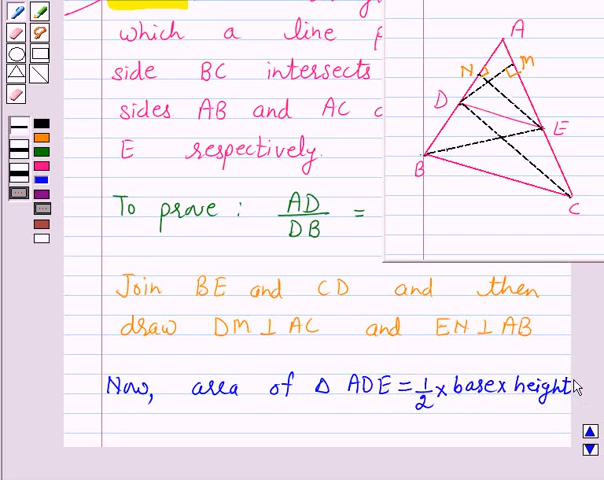 which a line
side BC intersects
sides AB and AC
E respectively.
To prove : AD/DB =
Join BE and CD and then
draw DM ⊥ AC and EN ⊥ AB
Now, area of Δ ADE = 1/2 × base × height
A
N
M
D
E
B
C